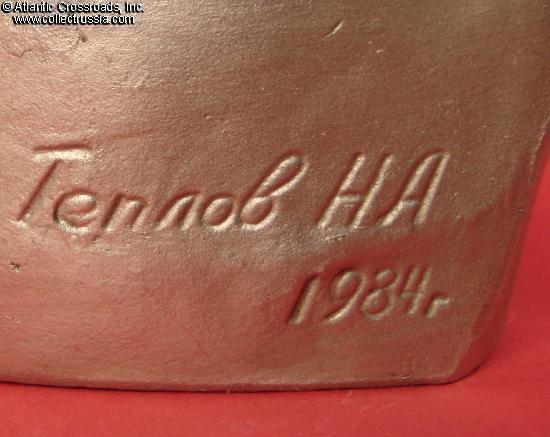 © Atlantic Crossroads, Inc.
www.collectrussia.com
Теплов НА
1984г